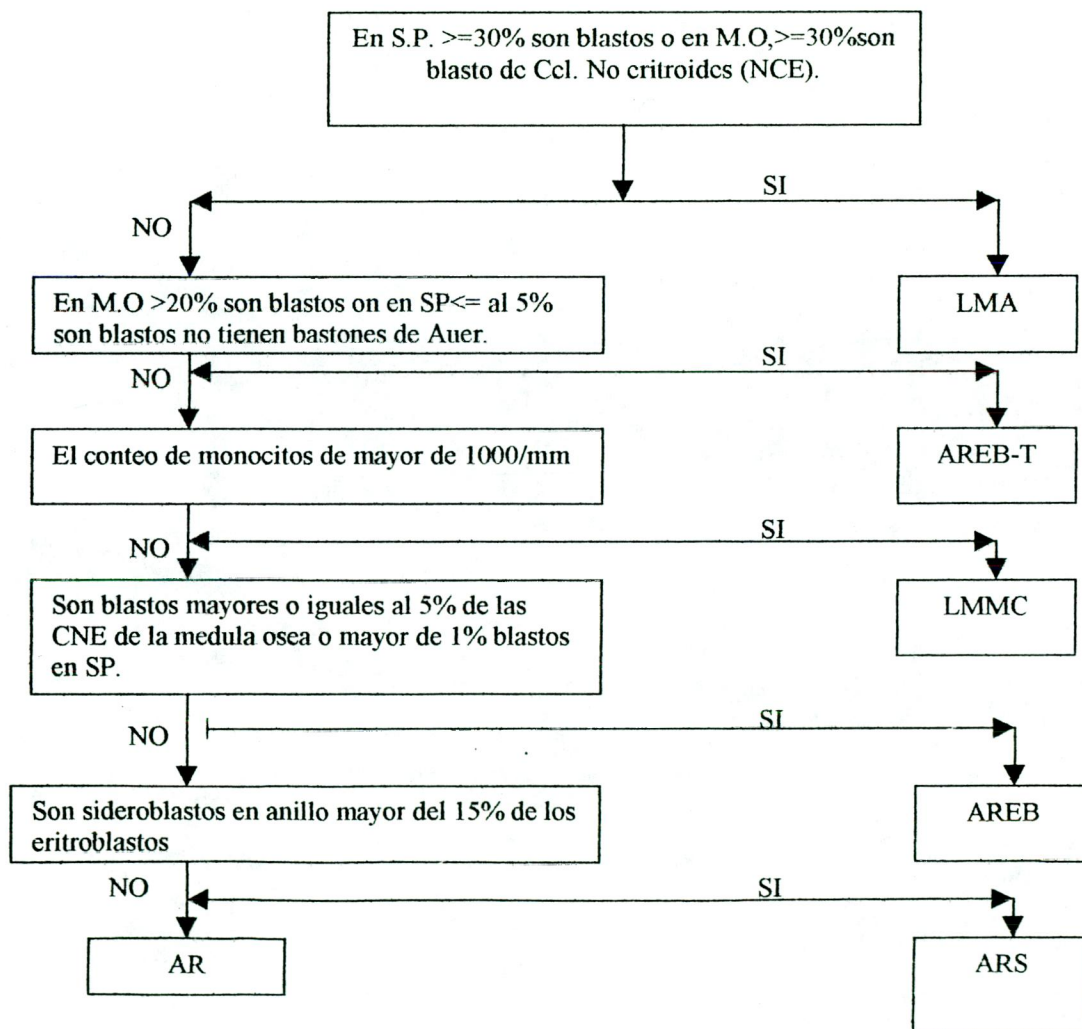 En S.P. >=30% son blastos o en M.O,>=30%son
blasto dc Ccl. No critroidcs (NCE).
SI
NO
En M.O >20% son blastos on en SP<= al 5%
son blastos no tienen bastones de Auer.
LMA
SI
NO
El conteo de monocitos de mayor de 1000/mm
AREB-T
SI
NO
Son blastos mayores o iguales al 5% de las
CNE de la medula osea o mayor de 1% blastos
en SP.
LMMC
SI
NO
Son sideroblastos en anillo mayor del 15% de los
eritroblastos
AREB
NO
SI
AR
ARS